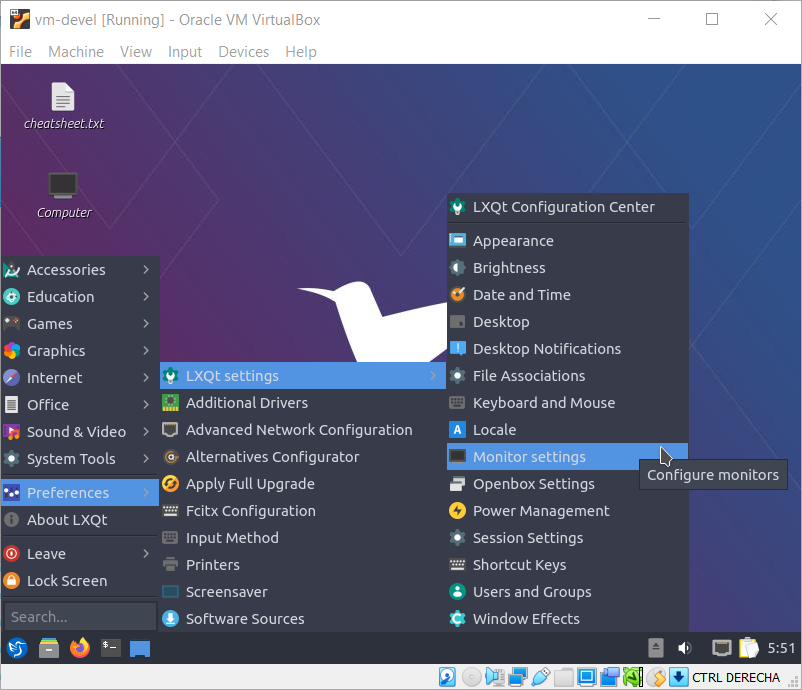 vm-devel [Running] - Oracle VM VirtualBox
File Machine View Input Devices Help
cheatsheet.txt
Computer
Accessories
Education
Games
Graphics
Internet
Office
Sound & Video
System Tools
Preferences
About LXQt
Leave
Lock Screen
Search...
LXQt settings
Additional Drivers
Advanced Network Configuration
Alternatives Configurator
Apply Full Upgrade
Fcitx Configuration
Input Method
Printers
Screensaver
Software Sources
LXQt Configuration Center
Appearance
Brightness
Date and Time
Desktop
Desktop Notifications
File Associations
Keyboard and Mouse
Locale
Monitor settings
Openbox Settings
Power Management
Session Settings
Shortcut Keys
Users and Groups
Window Effects
Configure monitors
5:51
CTRL DERECHA